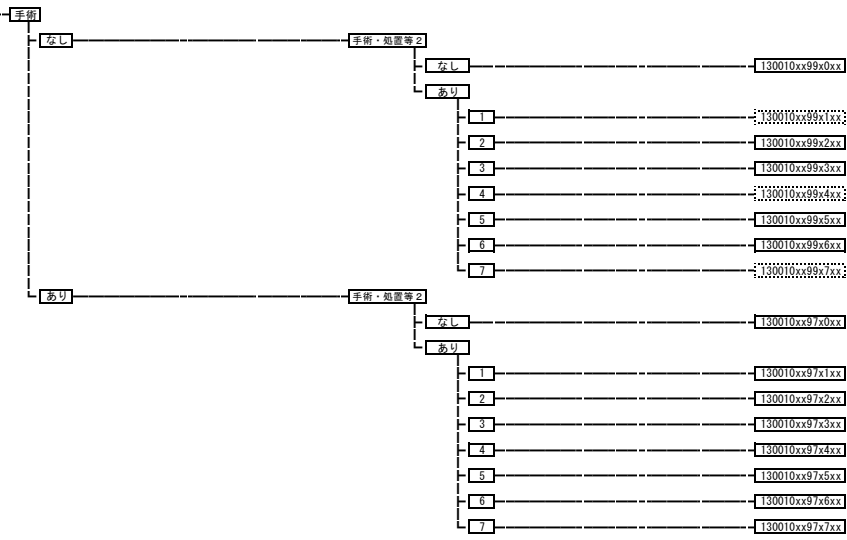 手術
なし 手術・処置等2
なし 130010xx99x0xx
あり
1 130010xx99x1xx
2 130010xx99x2xx
3 130010xx99x3xx
4 130010xx99x4xx
5 130010xx99x5xx
6 130010xx99x6xx
7 130010xx99x7xx
あり 手術・処置等2
なし 130010xx97x0xx
あり
1 130010xx97x1xx
2 130010xx97x2xx
3 130010xx97x3xx
4 130010xx97x4xx
5 130010xx97x5xx
6 130010xx97x6xx
7 130010xx97x7xx